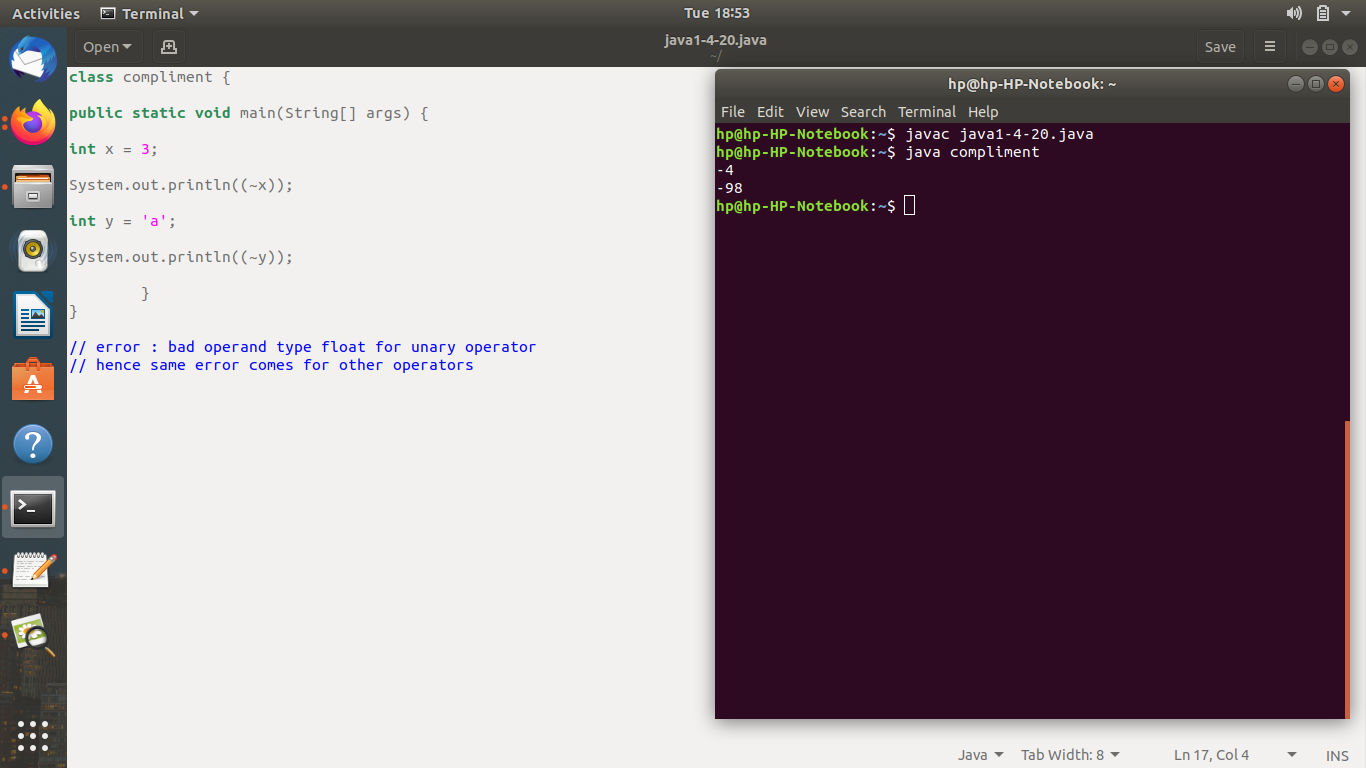 Activities Terminal Tue 18:53
Open java1-4-20.java Save
~/
class compliment {
public static void main(String[] args) {
int x = 3;
System.out.println((~x));
int y = 'a';
System.out.println((~y));
}
}
// error : bad operand type float for unary operator
// hence same error comes for other operators
hp@hp-HP-Notebook: ~
File Edit View Search Terminal Help
hp@hp-HP-Notebook:~$ javac java1-4-20.java
hp@hp-HP-Notebook:~$ java compliment
-4
-98
hp@hp-HP-Notebook:~$
Java Tab Width: 8 Ln 17, Col 4 INS